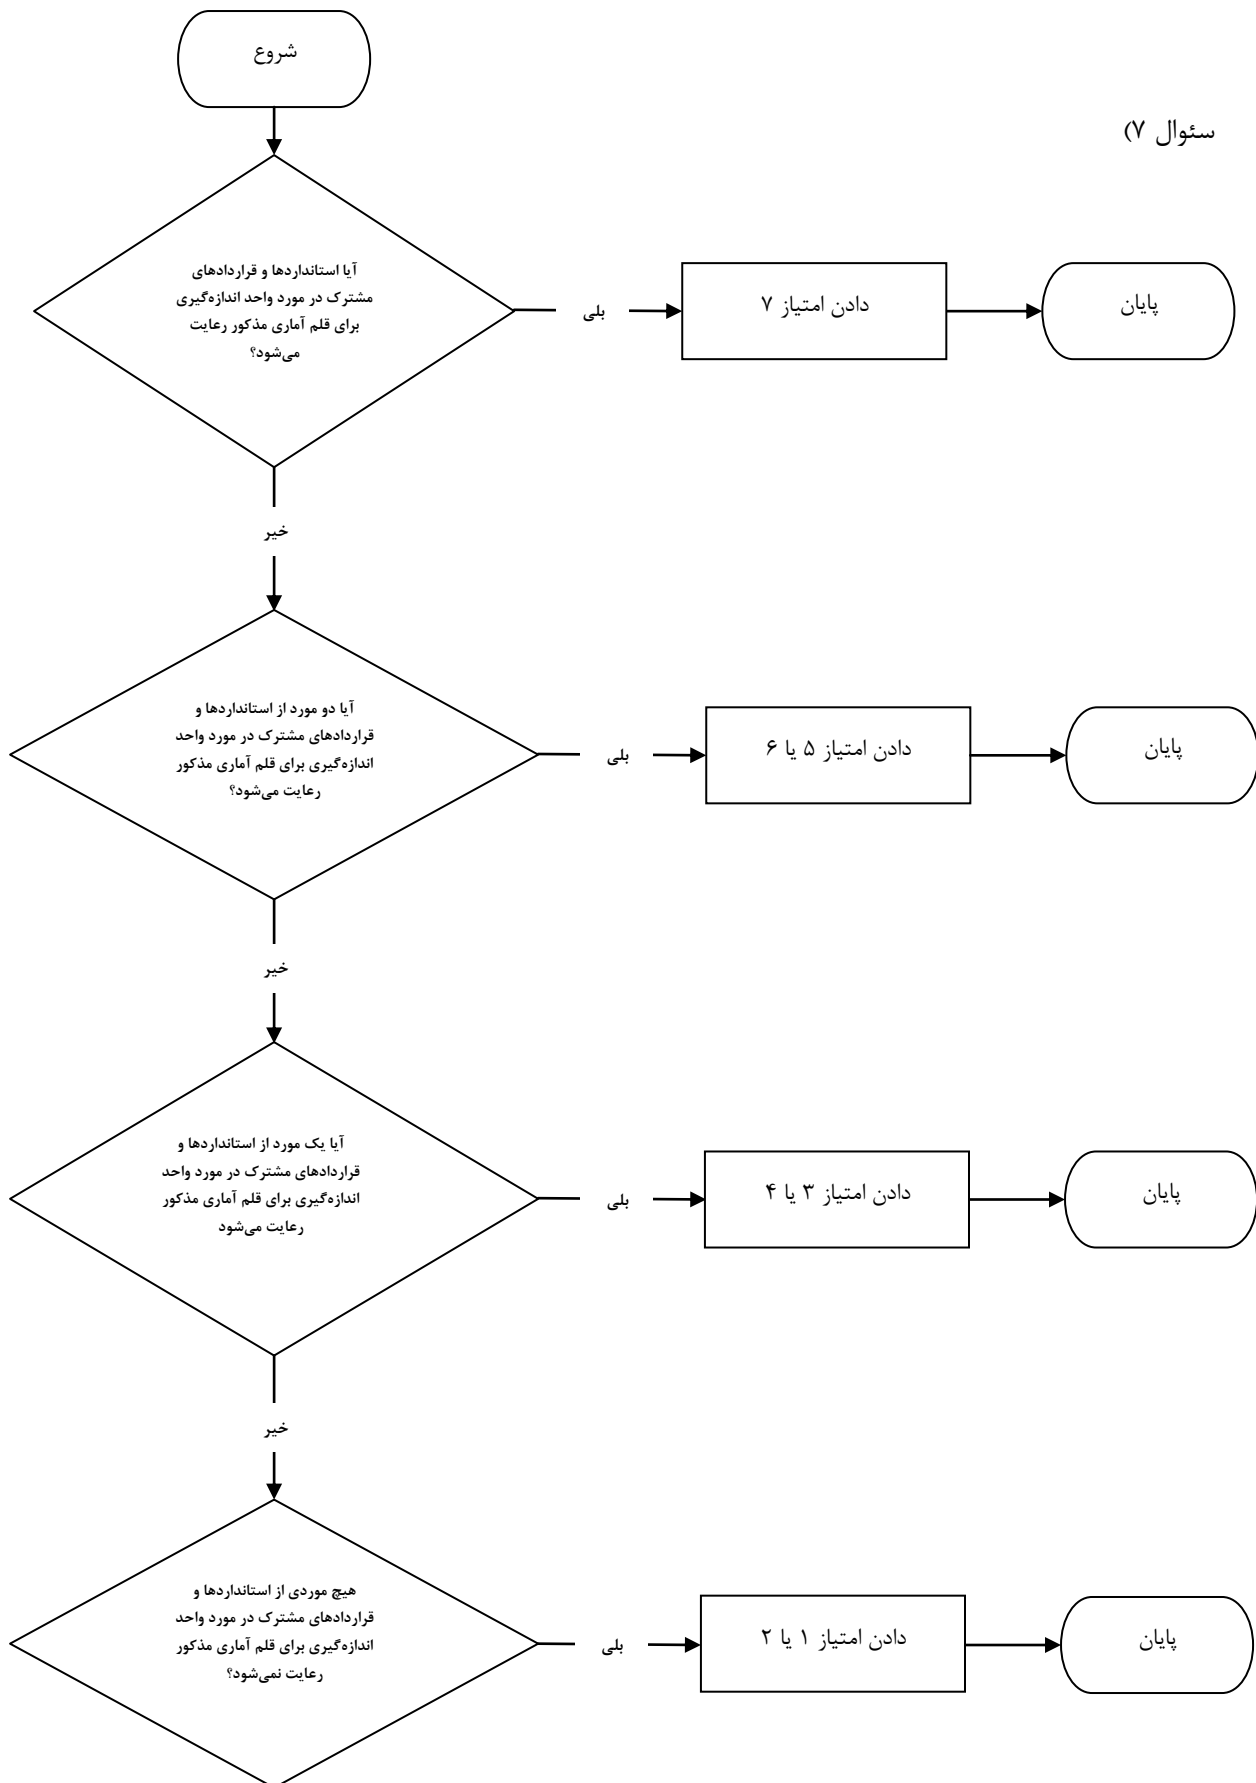 شروع
سئوال ۷)
آیا استانداردها و قراردادهای
مشترک در مورد واحد اندازه‌گیری
برای قلم آماری مذکور رعایت
می‌شود؟
بلی
دادن امتیاز ۷
پایان
خیر
آیا دو مورد از استانداردها و
قراردادهای مشترک در مورد واحد
اندازه‌گیری برای قلم آماری مذکور
رعایت می‌شود؟
بلی
دادن امتیاز ۵ یا ۶
پایان
خیر
آیا یک مورد از استانداردها و
قراردادهای مشترک در مورد واحد
اندازه‌گیری برای قلم آماری مذکور
رعایت می‌شود
بلی
دادن امتیاز ۳ یا ۴
پایان
خیر
هیچ موردی از استانداردها و
قراردادهای مشترک در مورد واحد
اندازه‌گیری برای قلم آماری مذکور
رعایت نمی‌شود؟
بلی
دادن امتیاز ۱ یا ۲
پایان